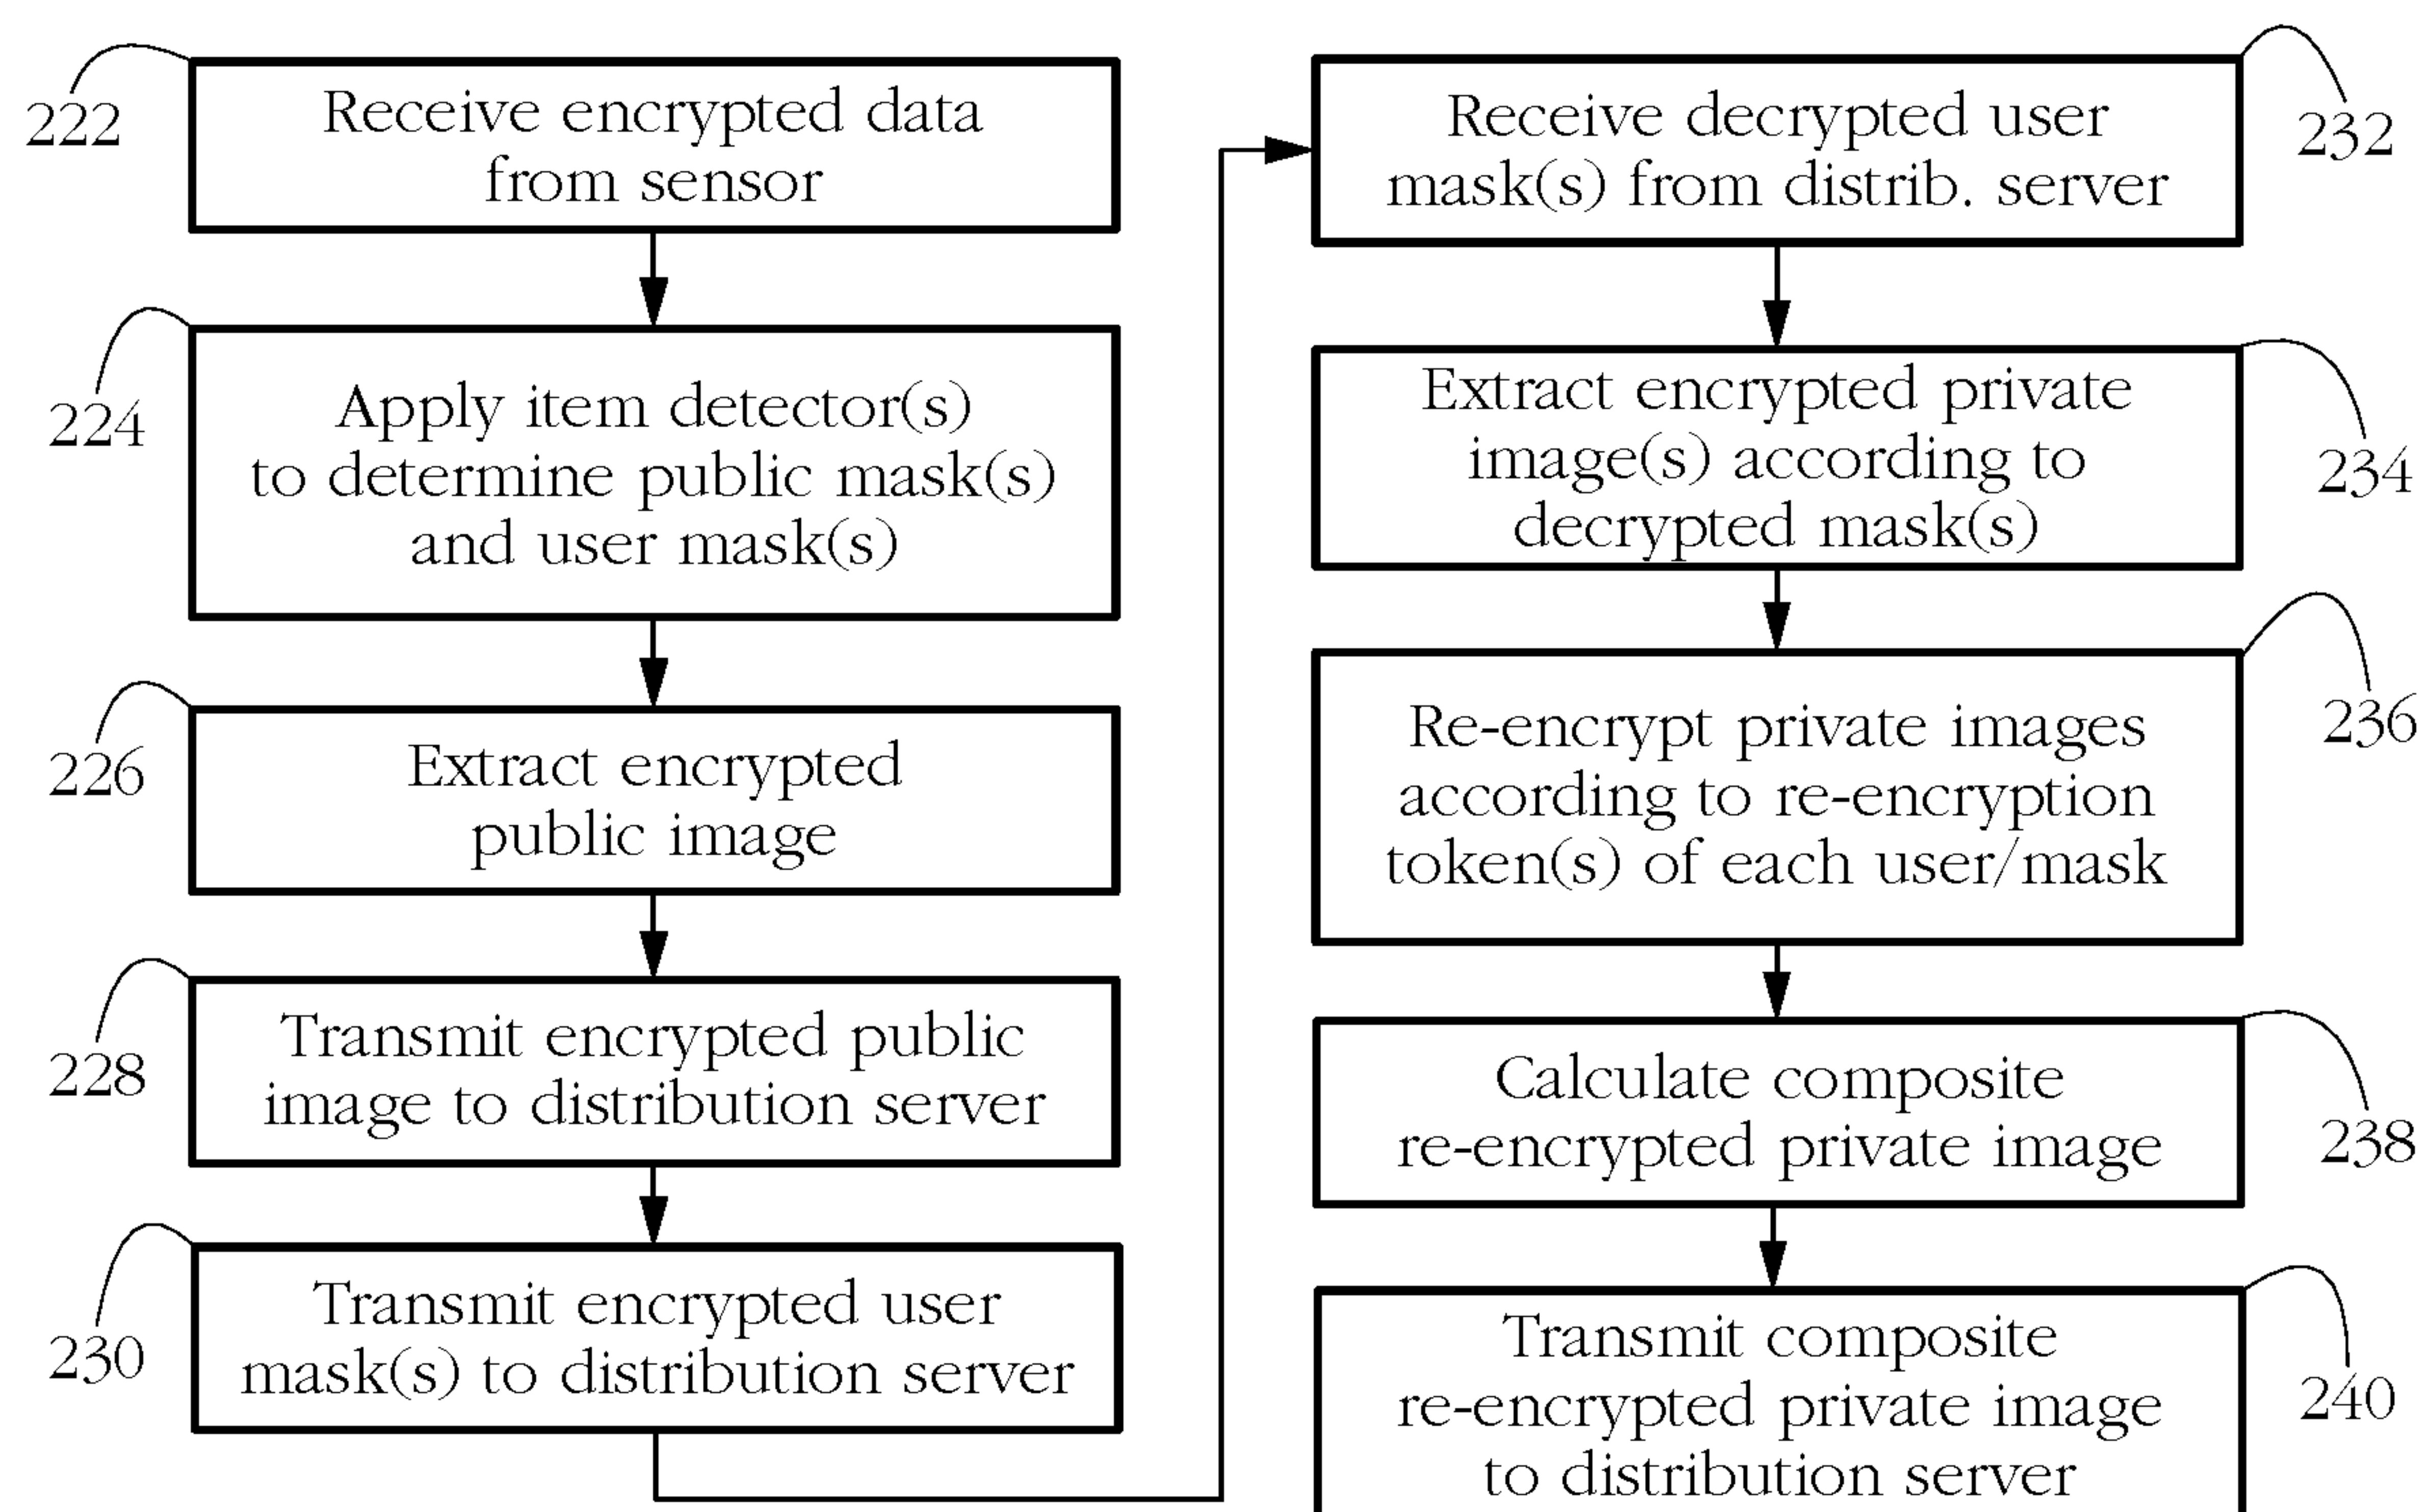 222
Receive encrypted data
from sensor
224
Apply item detector(s)
to determine public mask(s)
and user mask(s)
226
Extract encrypted
public image
228
Transmit encrypted public
image to distribution server
230
Transmit encrypted user
mask(s) to distribution server
232
Receive decrypted user
mask(s) from distrib. server
234
Extract encrypted private
image(s) according to
decrypted mask(s)
236
Re-encrypt private images
according to re-encryption
token(s) of each user/mask
238
Calculate composite
re-encrypted private image
240
Transmit composite
re-encrypted private image
to distribution server